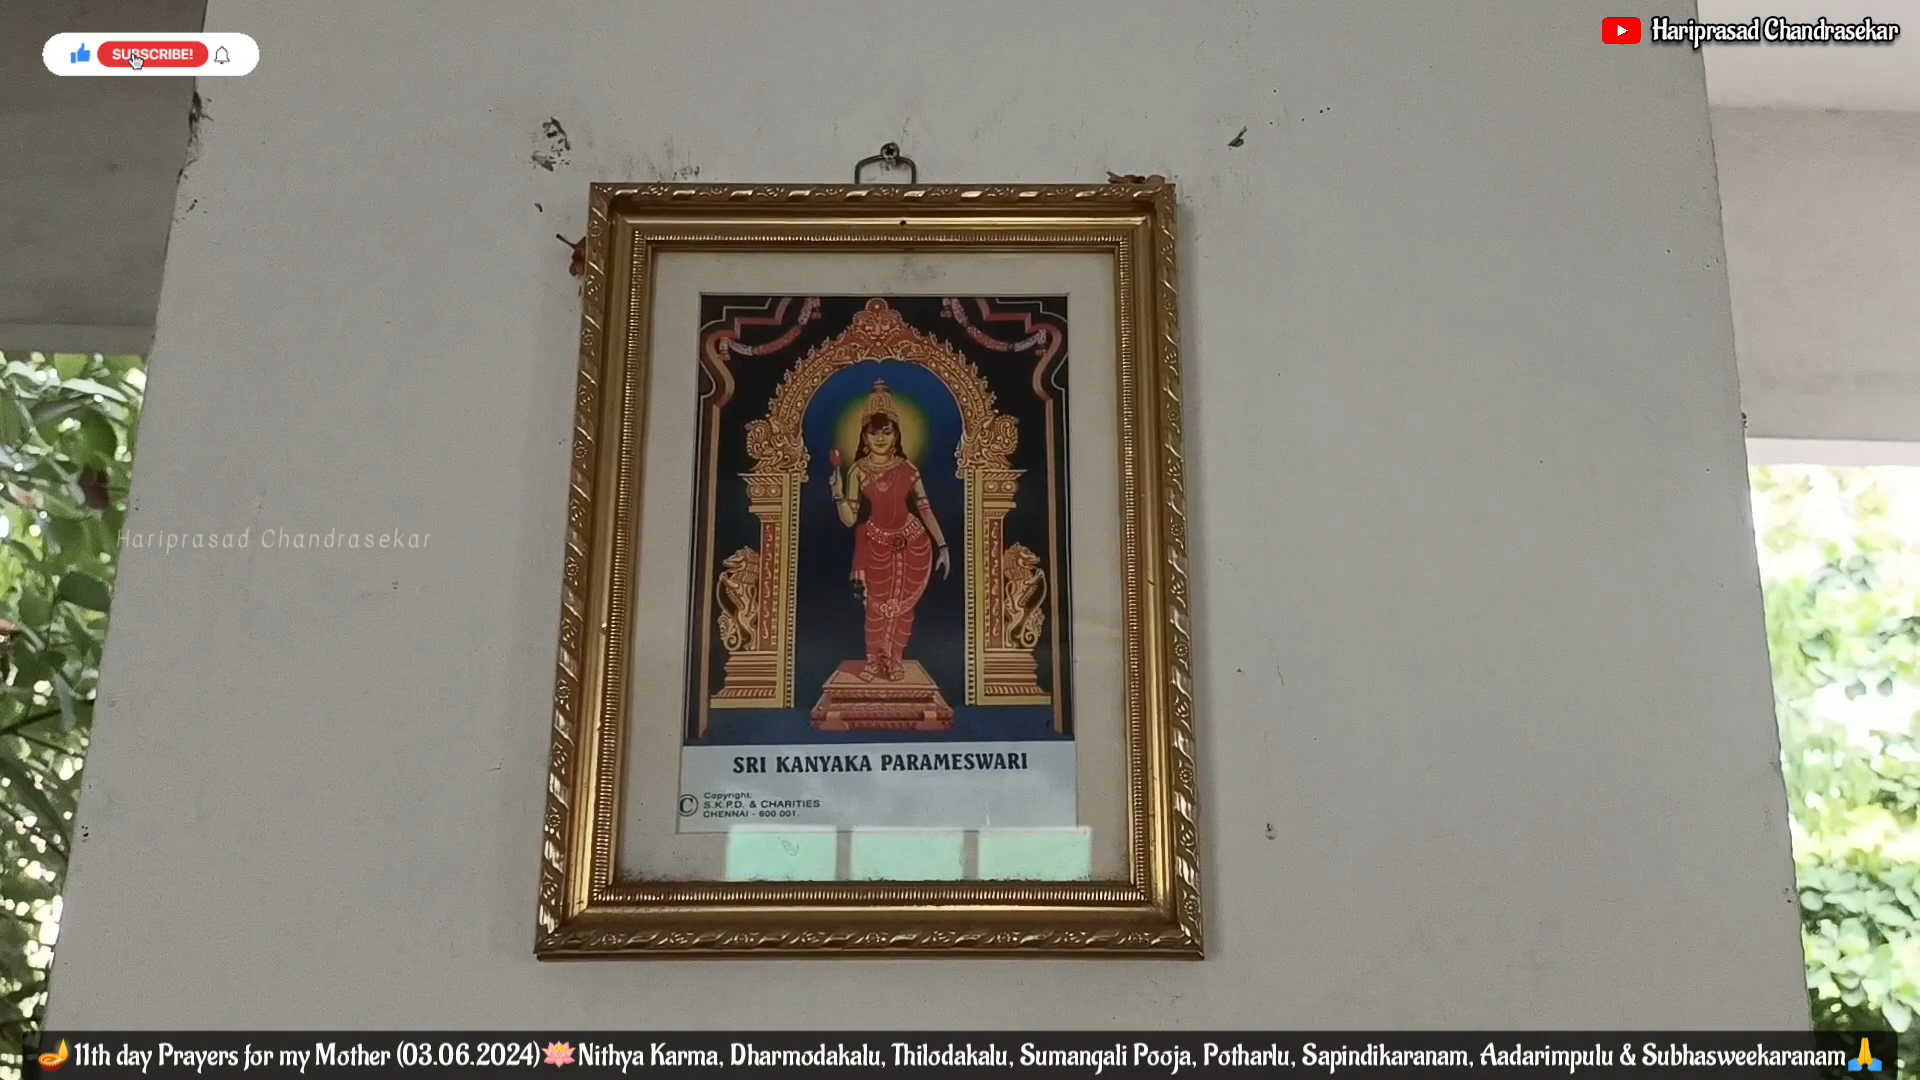 SUBSCRIBE!
Hariprasad Chandrasekar
Hariprasad Chandrasekar
SRI KANYAKA PARAMESWARI
© Copyright:
S.K.P.D. & CHARITIES
CHENNAI - 600 001.
🪔11th day Prayers for my Mother (03.06.2024)🪷Nithya Karma, Dharmodakalu, Thilodakalu, Sumangali Pooja, Potharlu, Sapindikaranam, Aadarimpulu & Subhasweekaranam🙏